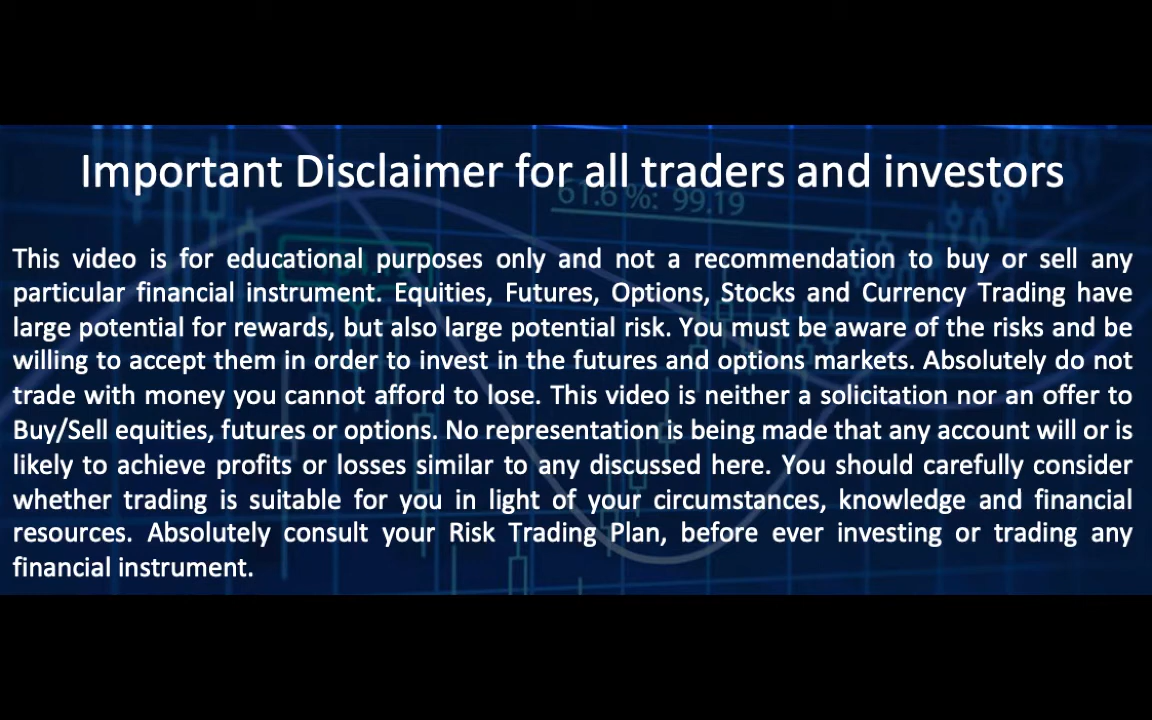 Important Disclaimer for all traders and investors
61.6 %: 99.19
This video is for educational purposes only and not a recommendation to buy or sell any
particular financial instrument. Equities, Futures, Options, Stocks and Currency Trading have
large potential for rewards, but also large potential risk. You must be aware of the risks and be
willing to accept them in order to invest in the futures and options markets. Absolutely do not
trade with money you cannot afford to lose. This video is neither a solicitation nor an offer to
Buy/Sell equities, futures or options. No representation is being made that any account will or is
likely to achieve profits or losses similar to any discussed here. You should carefully consider
whether trading is suitable for you in light of your circumstances, knowledge and financial
resources. Absolutely consult your Risk Trading Plan, before ever investing or trading any
financial instrument.